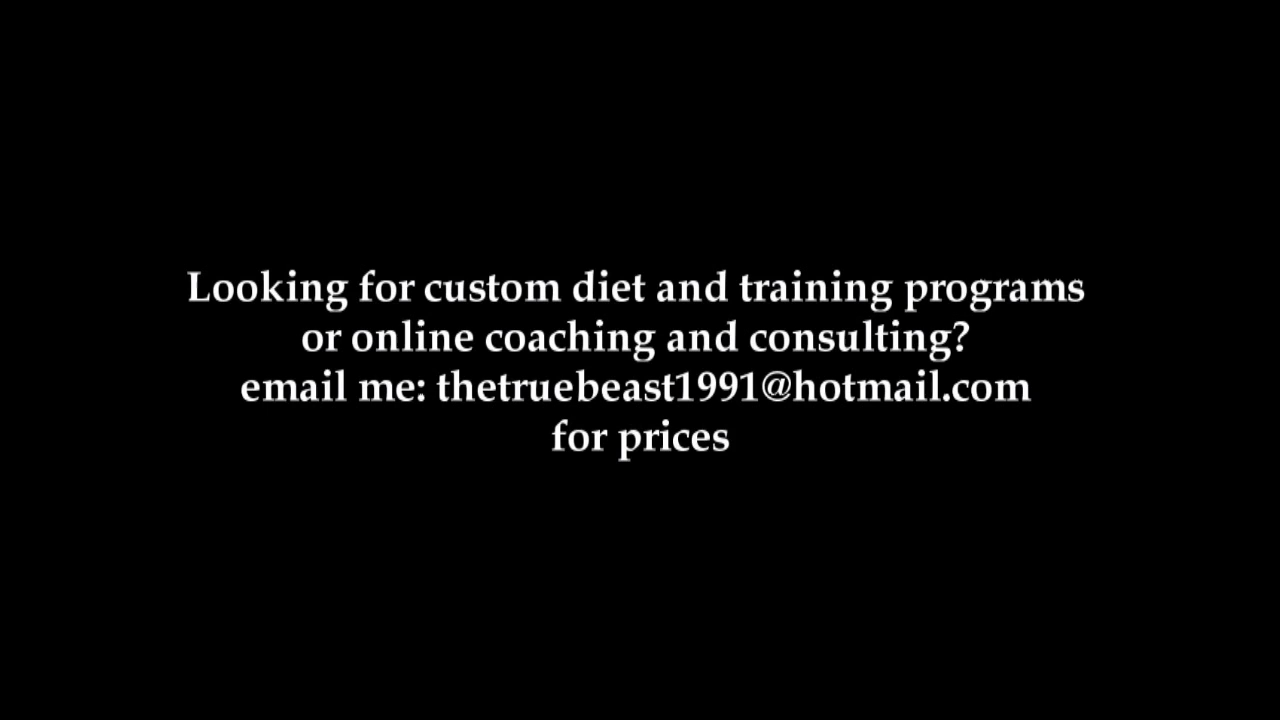 Looking for custom diet and training programs
or online coaching and consulting?
email me: thetruebeast1991@hotmail.com
for prices